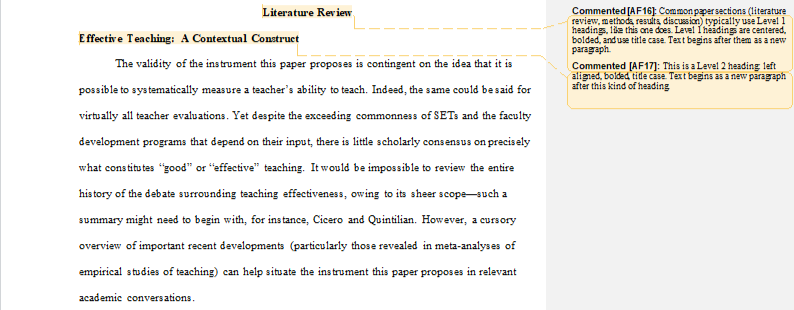 Literature Review
Effective Teaching: A Contextual Construct
The validity of the instrument this paper proposes is contingent on the idea that it is
possible to systematically measure a teacher’s ability to teach. Indeed, the same could be said for
virtually all teacher evaluations. Yet despite the exceeding commonness of SETs and the faculty
development programs that depend on their input, there is little scholarly consensus on precisely
what constitutes “good” or “effective” teaching. It would be impossible to review the entire
history of the debate surrounding teaching effectiveness, owing to its sheer scope—such a
summary might need to begin with, for instance, Cicero and Quintilian. However, a cursory
overview of important recent developments (particularly those revealed in meta-analyses of
empirical studies of teaching) can help situate the instrument this paper proposes in relevant
academic conversations.
Commented [AF16]: Common paper sections (literature
review, methods, results, discussion) typically use Level 1
headings, like this one does. Level 1 headings are centered,
bolded, and use title case. Text begins after them as a new
paragraph.
Commented [AF17]: This is a Level 2 heading: left
aligned, bolded, title case. Text begins as a new paragraph
after this kind of heading.